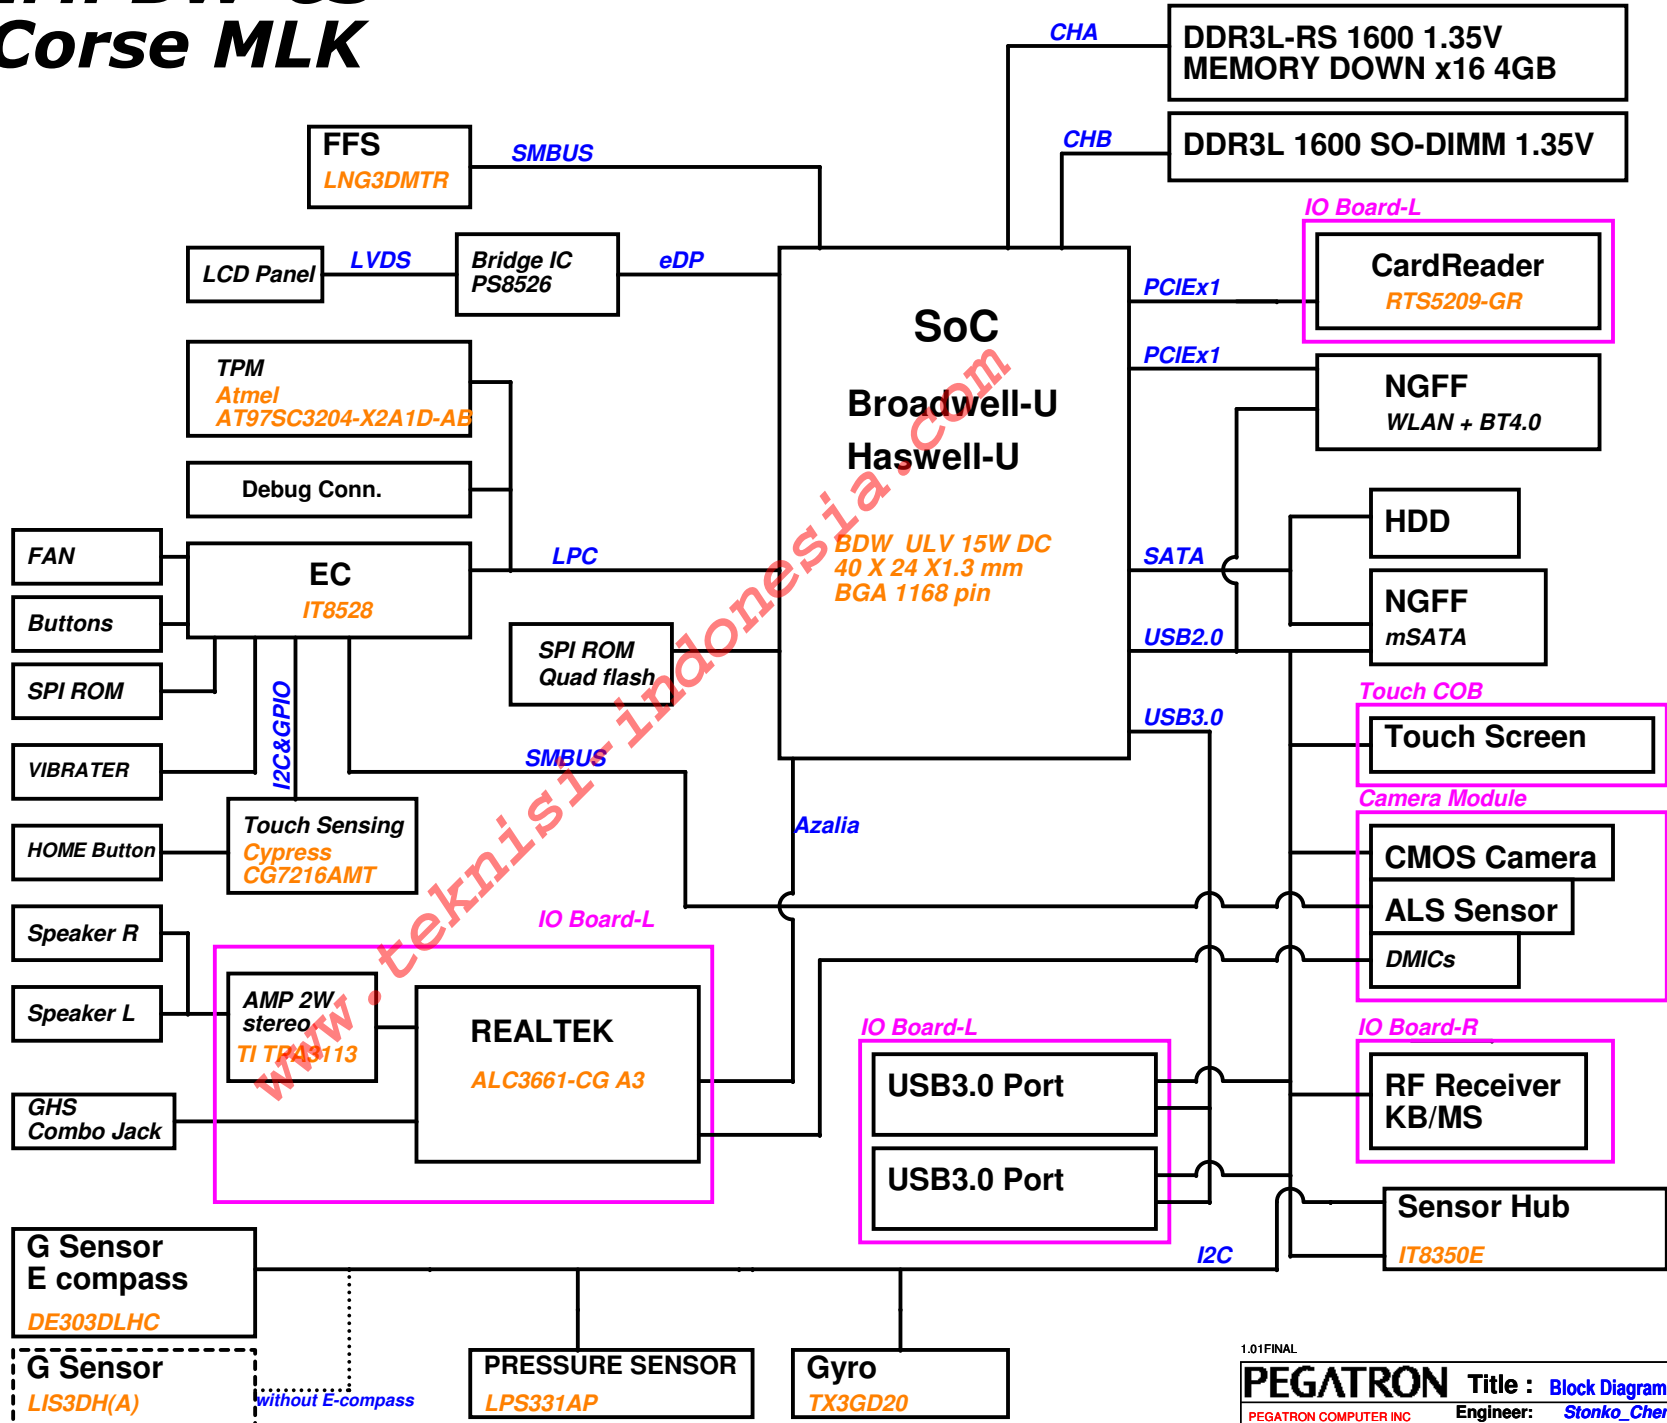 Corse MLK
CHA
DDR3L-RS 1600 1.35V
MEMORY DOWN x16 4GB
CHB
DDR3L 1600 SO-DIMM 1.35V
FFS
LNG3DMTR
SMBUS
IO Board-L
CardReader
RTS5209-GR
PCIEx1
LCD Panel
LVDS
Bridge IC
PS8526
eDP
SoC
Broadwell-U
Haswell-U
BDW ULV 15W DC
40 X 24 X1.3 mm
BGA 1168 pin
PCIEx1
NGFF
WLAN + BT4.0
TPM
Atmel
AT97SC3204-X2A1D-AB
Debug Conn.
HDD
SATA
NGFF
mSATA
FAN
EC
IT8528
LPC
Buttons
SPI ROM
SPI ROM
Quad flash
USB2.0
USB3.0
Touch COB
Touch Screen
I2C&GPIO
VIBRATER
SMBUS
Camera Module
CMOS Camera
ALS Sensor
DMICs
HOME Button
Touch Sensing
Cypress
CG7216AMT
Azalia
Speaker R
IO Board-L
Speaker L
AMP 2W
stereo
TI TPA3113
REALTEK
ALC3661-CG A3
IO Board-L
USB3.0 Port
USB3.0 Port
IO Board-R
RF Receiver
KB/MS
GHS
Combo Jack
Sensor Hub
IT8350E
I2C
G Sensor
E compass
DE303DLHC
G Sensor
LIS3DH(A)
without E-compass
PRESSURE SENSOR
LPS331AP
Gyro
TX3GD20
www.teknisi-indonesia.com
1.01FINAL
PEGATRON
Title :
Block Diagram
PEGATRON COMPUTER INC
Engineer:
Stonko_Chen